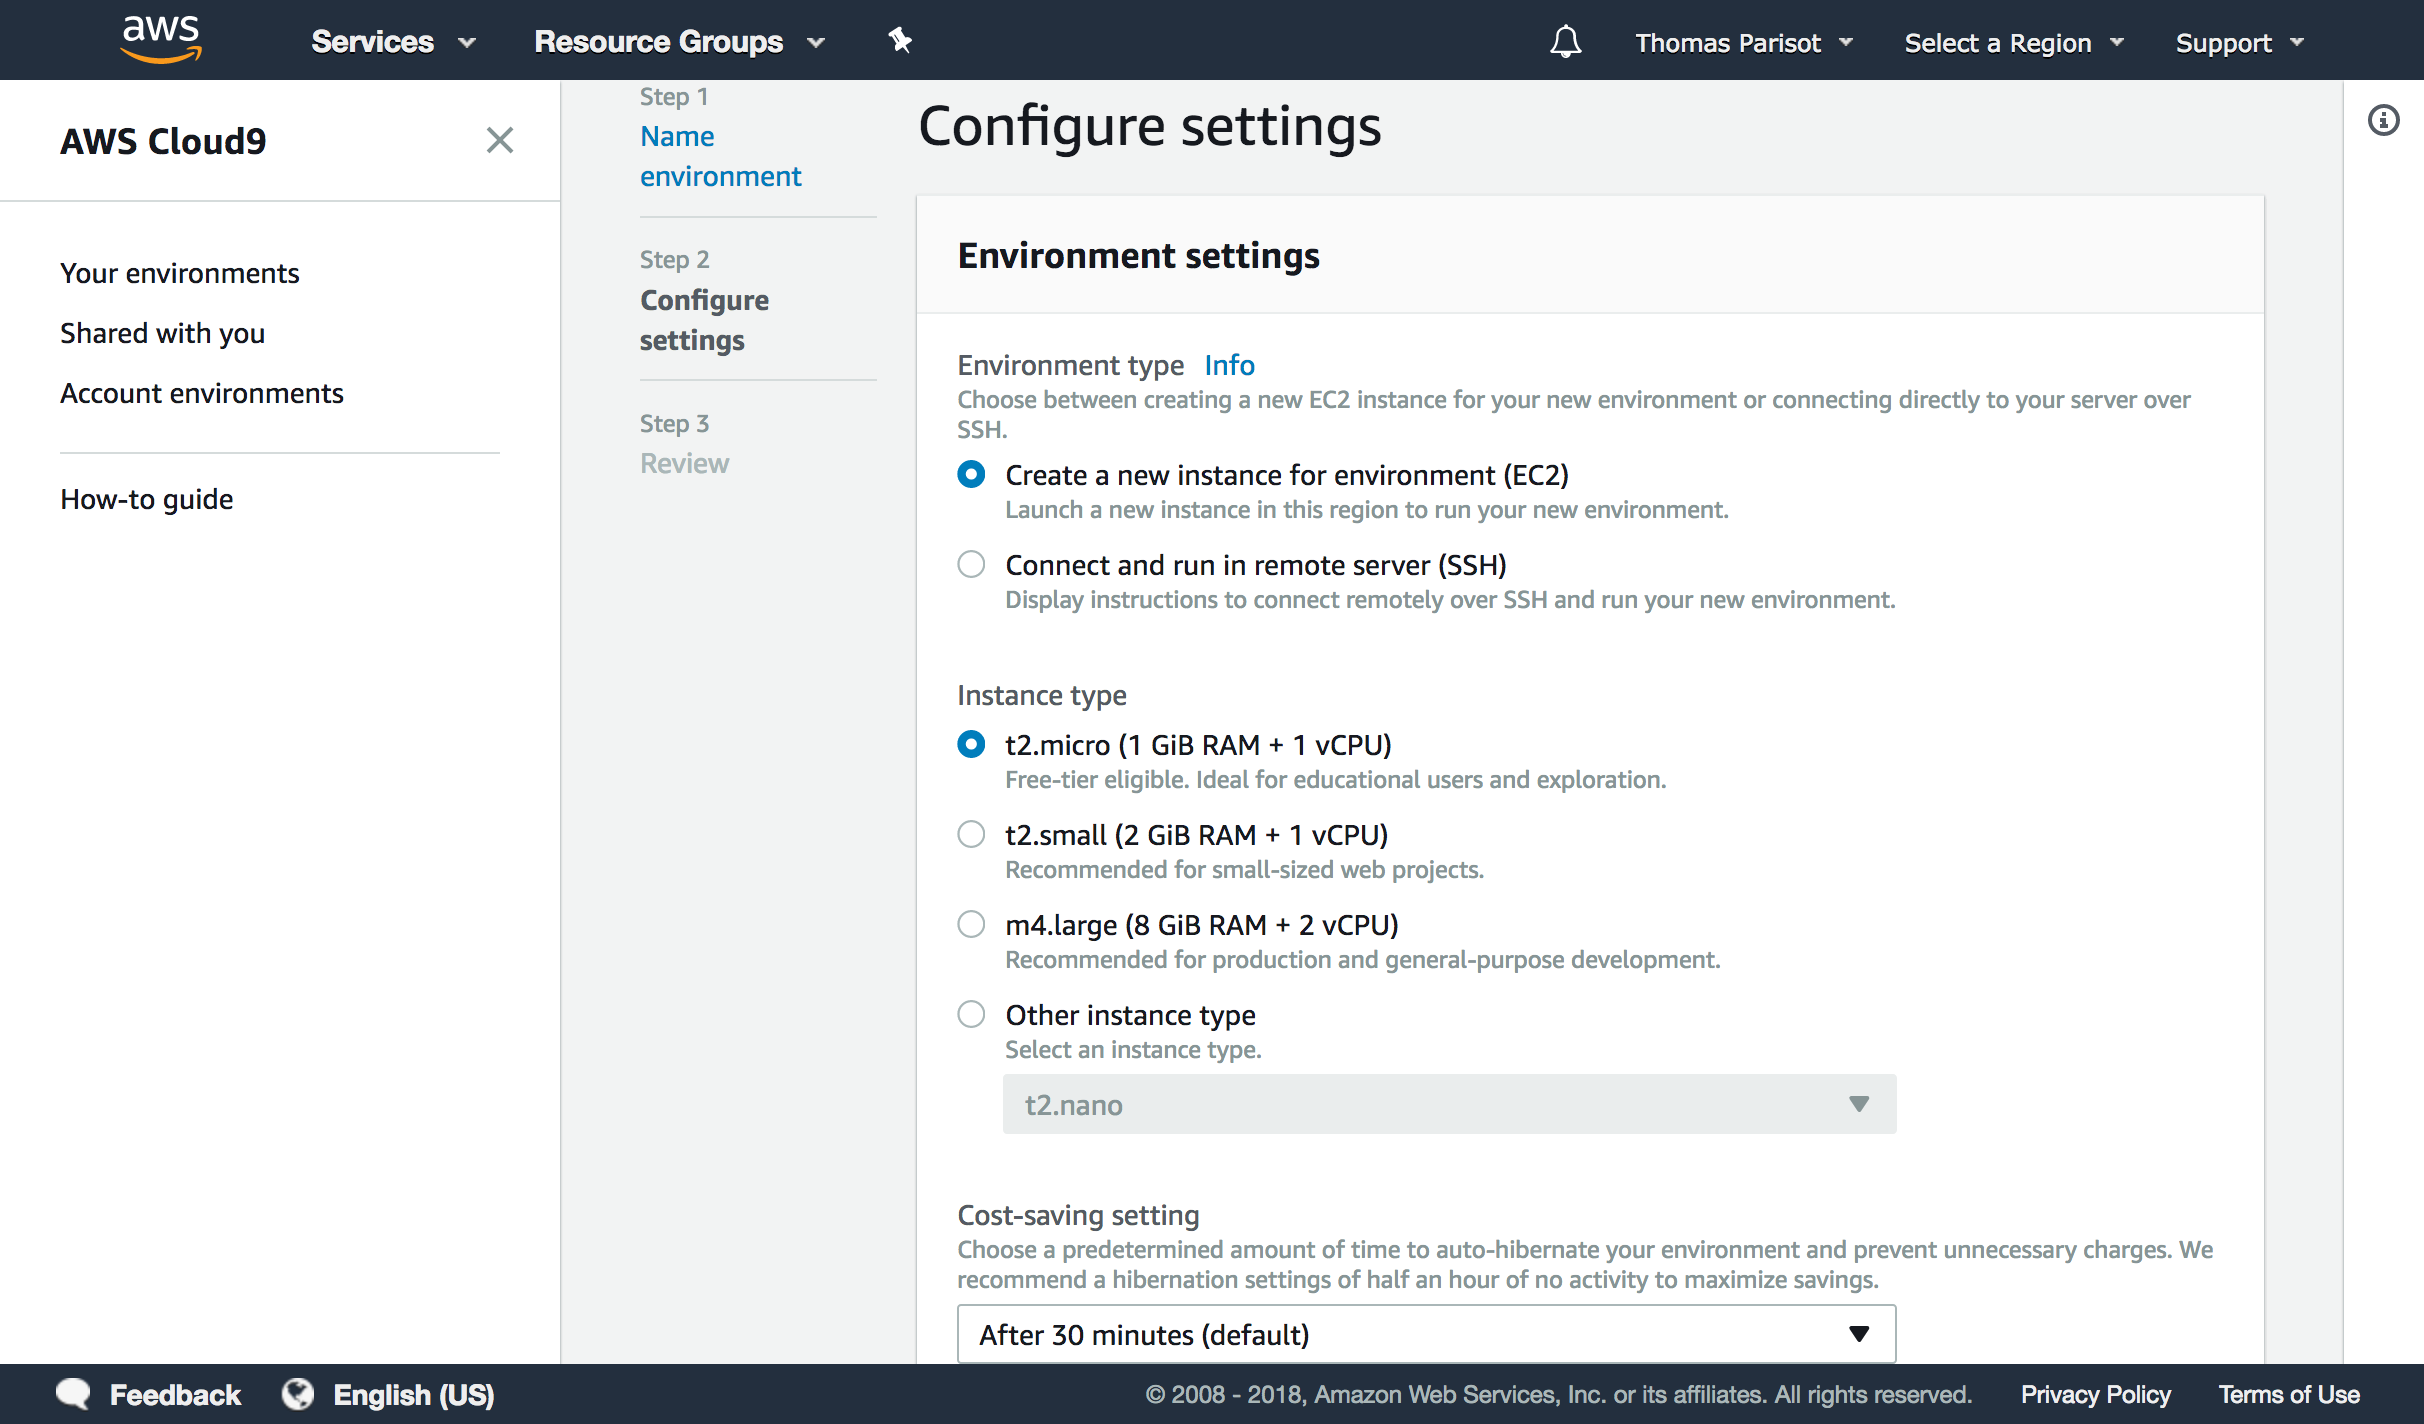 aws
Services
Resource Groups
Thomas Parisot
Select a Region
Support
AWS Cloud9
Your environments
Shared with you
Account environments
How-to guide
Step 1
Name
environment
Step 2
Configure
settings
Step 3
Review
Configure settings
Environment settings
Environment type Info
Choose between creating a new EC2 instance for your new environment or connecting directly to your server over
SSH.
Create a new instance for environment (EC2)
Launch a new instance in this region to run your new environment.
Connect and run in remote server (SSH)
Display instructions to connect remotely over SSH and run your new environment.
Instance type
t2.micro (1 GiB RAM + 1 vCPU)
Free-tier eligible. Ideal for educational users and exploration.
t2.small (2 GiB RAM + 1 vCPU)
Recommended for small-sized web projects.
m4.large (8 GiB RAM + 2 vCPU)
Recommended for production and general-purpose development.
Other instance type
Select an instance type.
t2.nano
Cost-saving setting
Choose a predetermined amount of time to auto-hibernate your environment and prevent unnecessary charges. We
recommend a hibernation settings of half an hour of no activity to maximize savings.
After 30 minutes (default)
Feedback
English (US)
© 2008 - 2018, Amazon Web Services, Inc. or its affiliates. All rights reserved.
Privacy Policy
Terms of Use